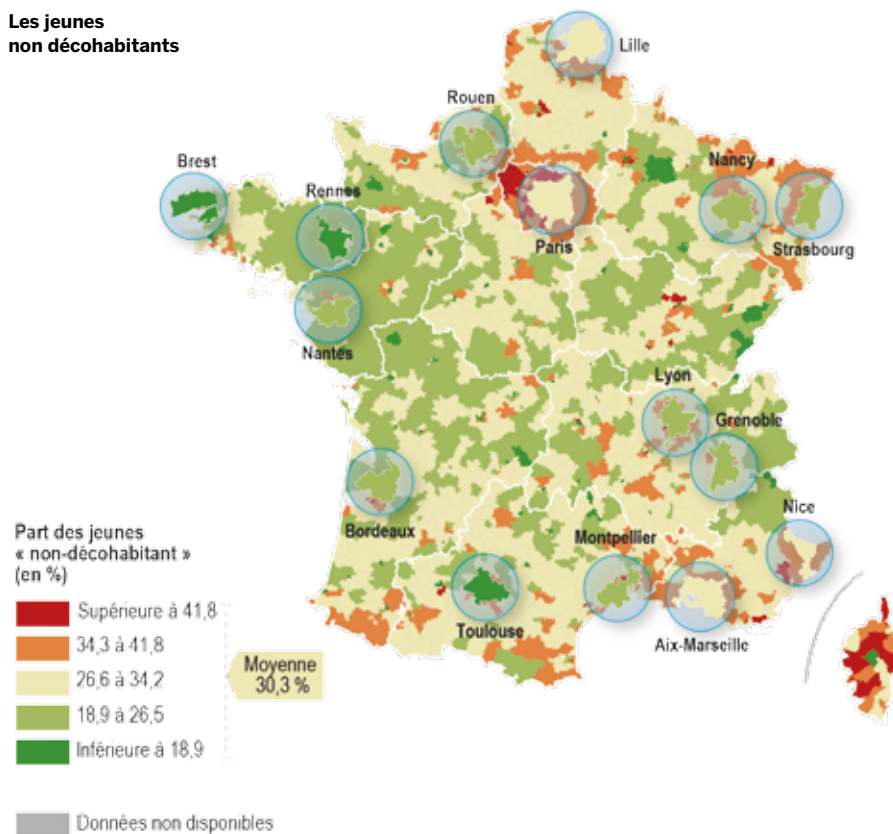 Les jeunes
non décohabitants
Lille
Rouen
Brest
Rennes
Nancy
Paris
Strasbourg
Nantes
Lyon
Grenoble
Bordeaux
Nice
Montpellier
Toulouse
Aix-Marseille
Part des jeunes
« non-décohabitant »
(en %)
Supérieure à 41,8
34,3 à 41,8
26,6 à 34,2
18,9 à 26,5
Inférieure à 18,9
Moyenne
30,3 %
Données non disponibles